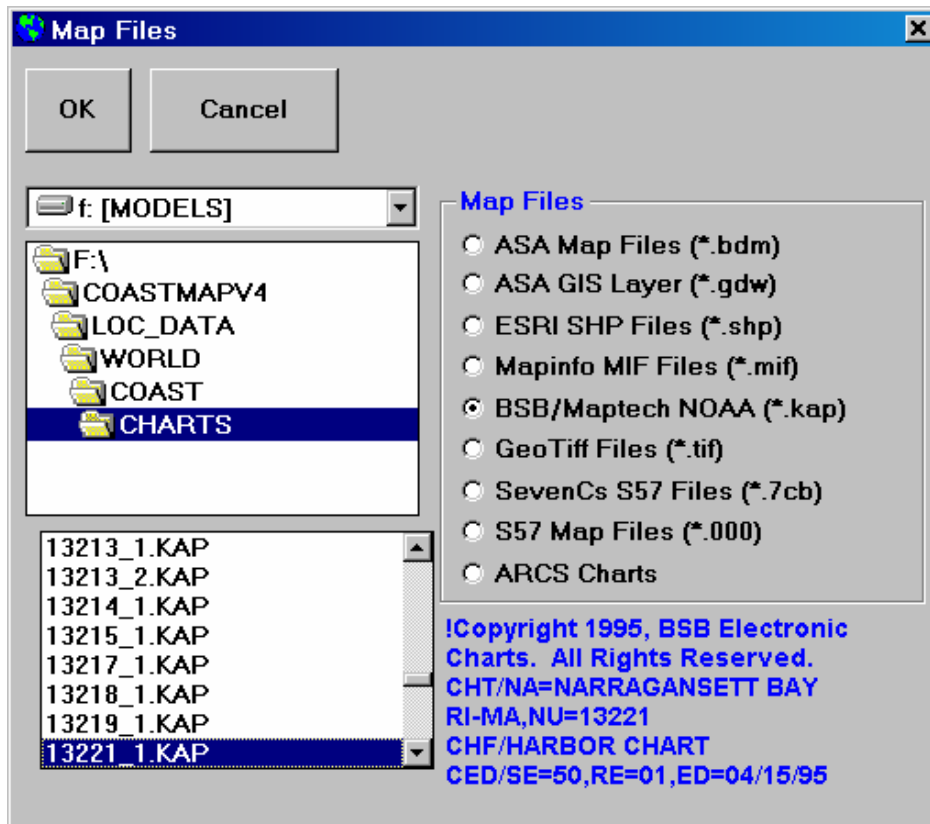 Map Files
OK
Cancel
f: [MODELS]
F:\
COASTMAPV4
LOC_DATA
WORLD
COAST
CHARTS
13213_1.KAP
13213_2.KAP
13214_1.KAP
13215_1.KAP
13217_1.KAP
13218_1.KAP
13219_1.KAP
13221_1.KAP
Map Files
ASA Map Files (*.bdm)
ASA GIS Layer (*.gdw)
ESRI SHP Files (*.shp)
Mapinfo MIF Files (*.mif)
BSB/Maptech NOAA (*.kap)
GeoTiff Files (*.tif)
SevenCs S57 Files (*.7cb)
S57 Map Files (*.000)
ARCS Charts
!Copyright 1995, BSB Electronic
Charts.  All Rights Reserved.
CHT/NA=NARRAGANSETT BAY
RI-MA,NU=13221
CHF/HARBOR CHART
CED/SE=50,RE=01,ED=04/15/95